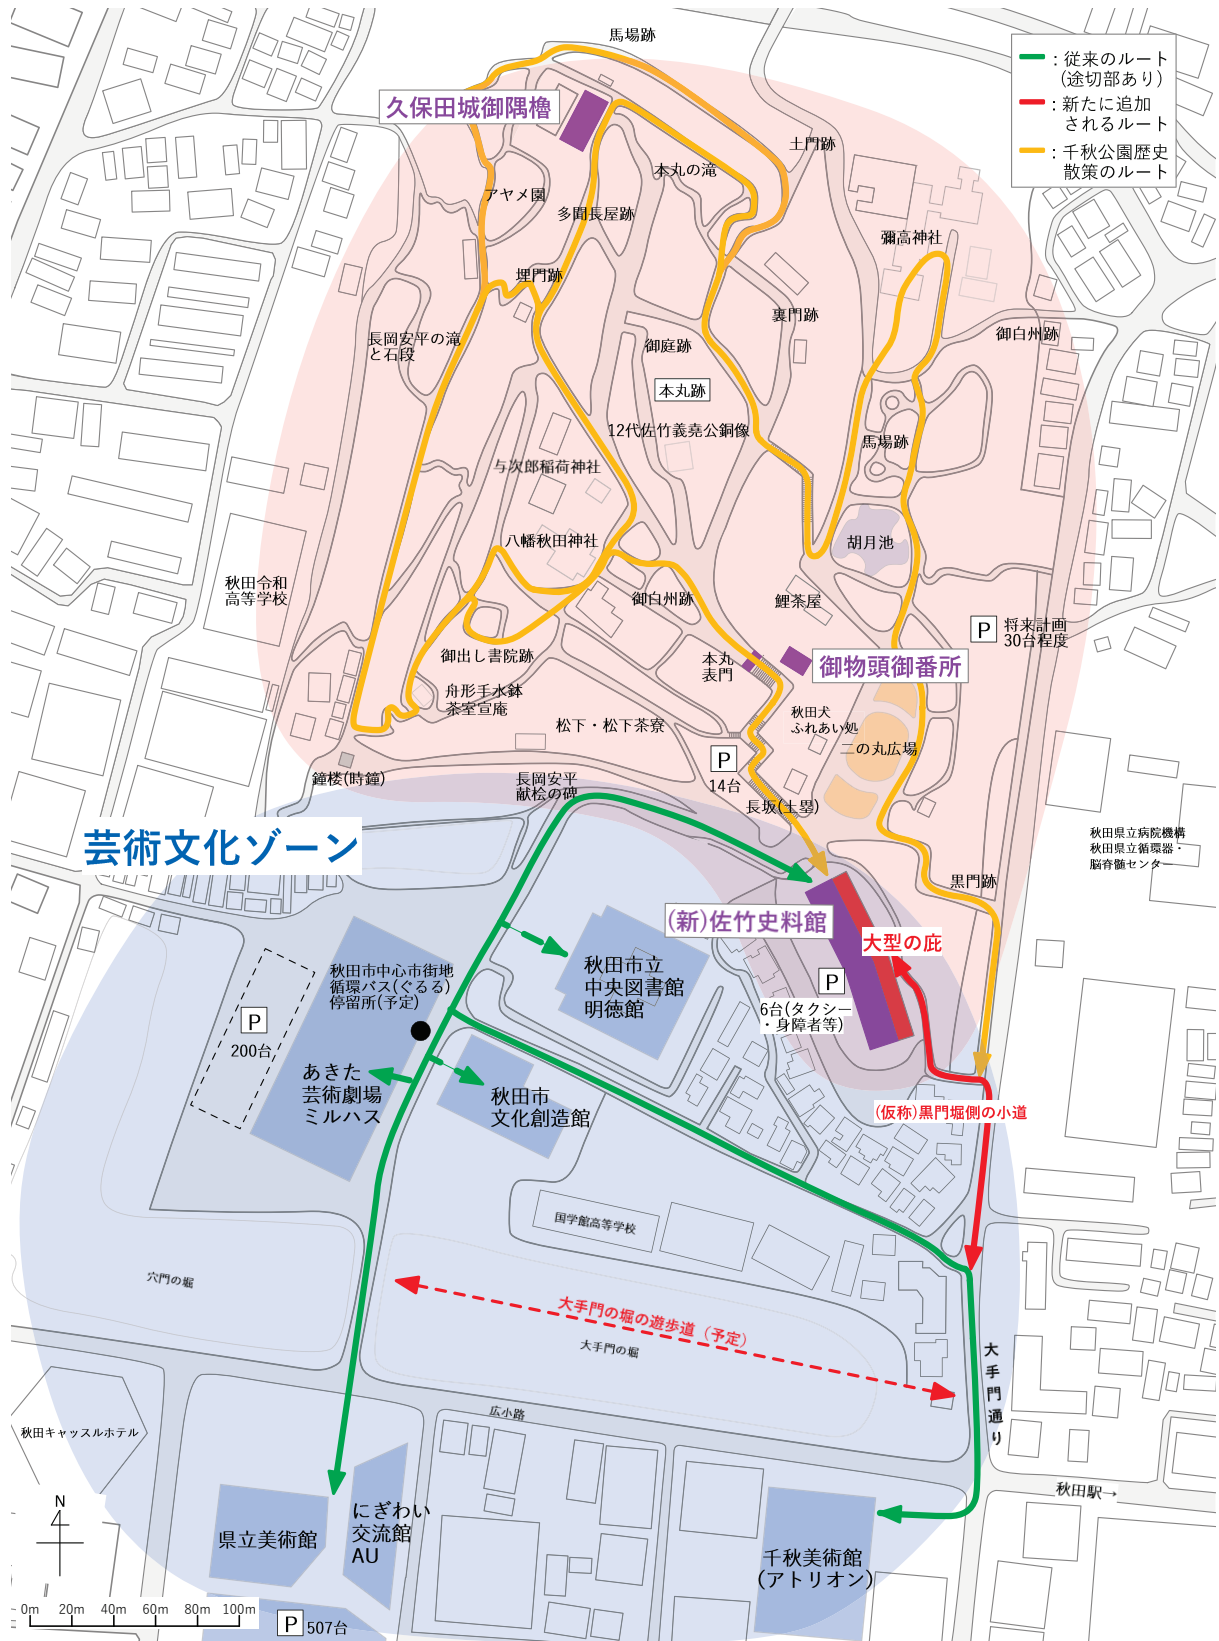 馬場跡
：従来のルート
(途切部あり)
：新たに追加
されるルート
：千秋公園歴史
散策のルート
久保田城御隅櫓
土門跡
本丸の滝
アヤメ園
多聞長屋跡
彌高神社
埋門跡
裏門跡
御白州跡
長岡安平の滝
と石段
御庭跡
本丸跡
12代佐竹義堯公銅像
馬場跡
与次郎稲荷神社
八幡秋田神社
胡月池
秋田令和
高等学校
御白州跡
鯉茶屋
P
将来計画
30台程度
御出し書院跡
本丸
表門
御物頭御番所
舟形手水鉢
茶室宣庵
松下・松下茶寮
秋田犬
ふれあい処
二の丸広場
P
14台
鐘楼(時鐘)
長岡安平
献桧の碑
長坂(土塁)
芸術文化ゾーン
秋田県立病院機構
秋田県立循環器・
脳脊髄センター
黒門跡
(新)佐竹史料館
大型の庇
秋田市中心市街地
循環バス(ぐるる)
停留所(予定)
秋田市立
中央図書館
明徳館
P
6台(タクシー
・身障者等)
P
200台
あきた
芸術劇場
ミルハス
秋田市
文化創造館
(仮称)黒門堀側の小道
国学館高等学校
穴門の堀
大手門の堀の遊歩道（予定）
大手門の堀
大手門通り
広小路
秋田キャッスルホテル
秋田駅→
N
県立美術館
にぎわい
交流館
AU
千秋美術館
(アトリオン)
0m 20m 40m 60m 80m 100m
P 507台